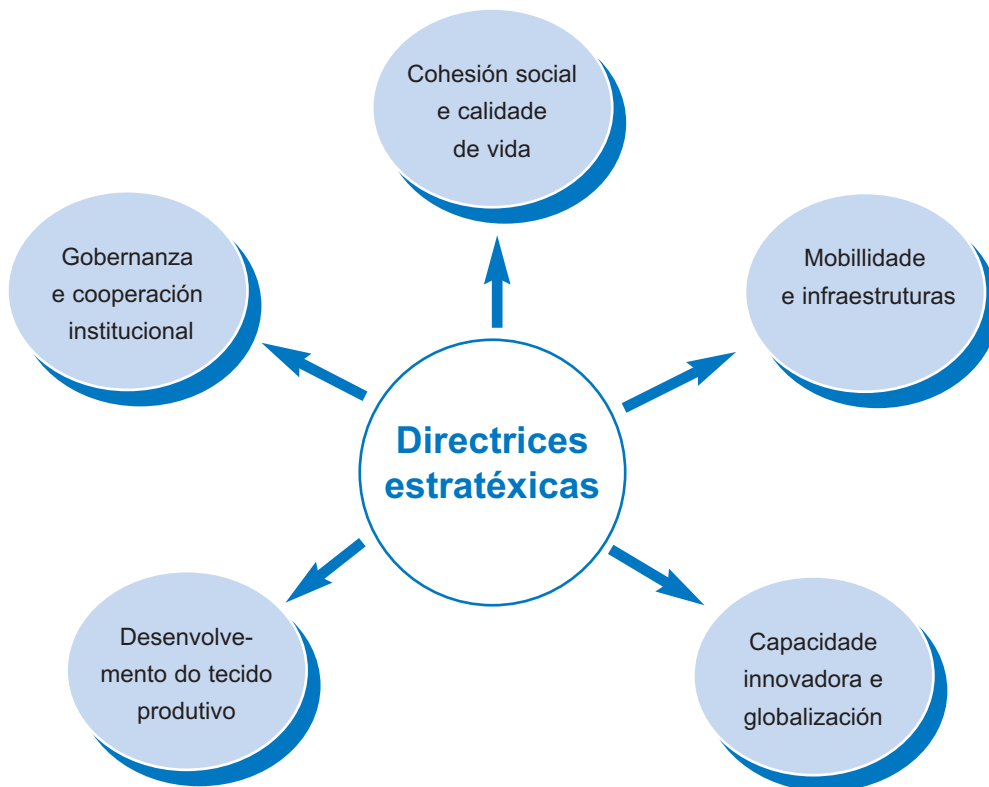 Cohesión social
e calidade
de vida
Gobernanza
e cooperación
institucional
Mobillidade
e infraestruturas
Directrices
estratéxicas
Desenvolve-
mento do tecido
produtivo
Capacidade
innovadora e
globalización